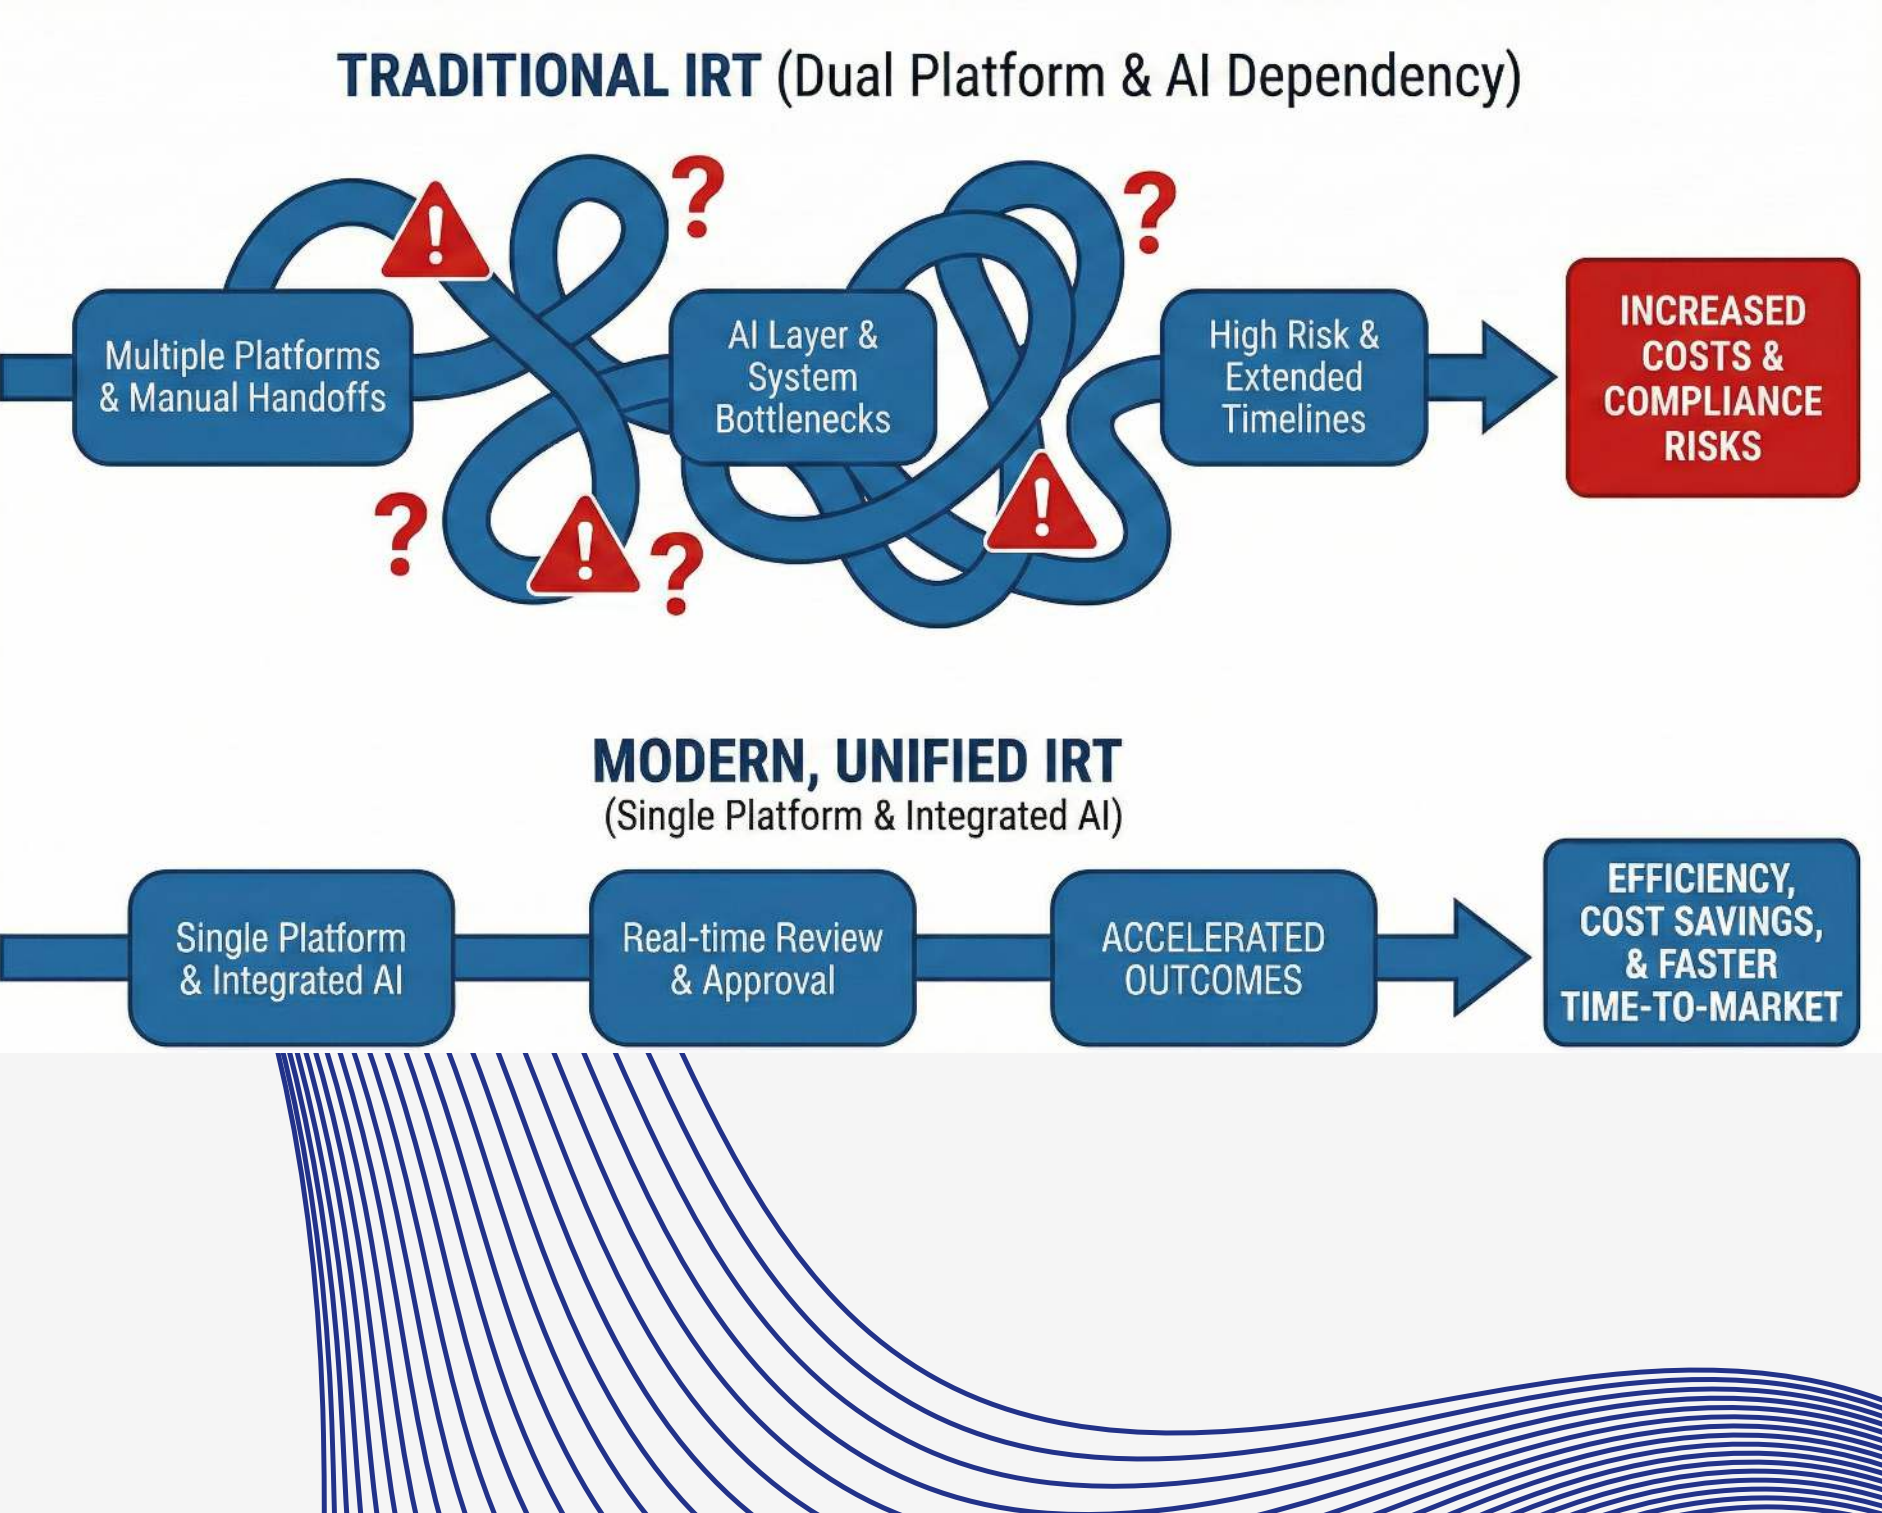 TRADITIONAL IRT (Dual Platform & AI Dependency)
?
?
!
Multiple Platforms
& Manual Handoffs
AI Layer &
System
Bottlenecks
High Risk &
Extended
Timelines
INCREASED
COSTS &
COMPLIANCE
RISKS
?
!
?
!
MODERN, UNIFIED IRT
(Single Platform & Integrated AI)
Single Platform
& Integrated AI
Real-time Review
& Approval
ACCELERATED
OUTCOMES
EFFICIENCY,
COST SAVINGS,
& FASTER
TIME-TO-MARKET